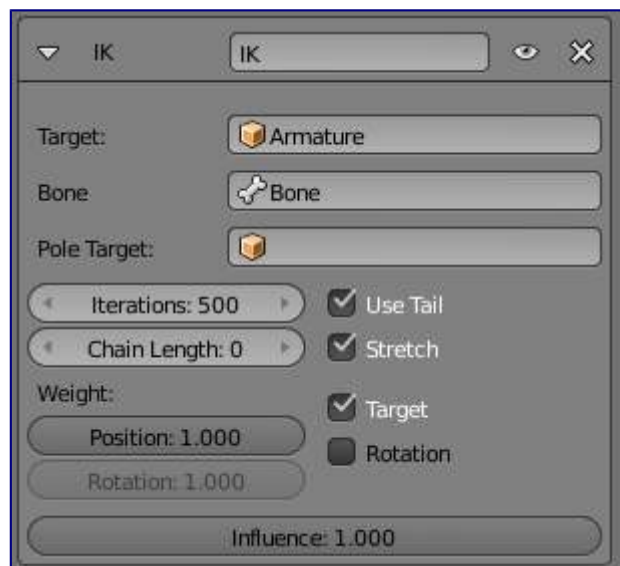 IK IK
Target: Armature
Bone Bone
Pole Target:
Iterations: 500 Use Tail
Chain Length: 0 Stretch
Weight: Target
Position: 1.000 Rotation
Rotation: 1.000
Influence: 1.000